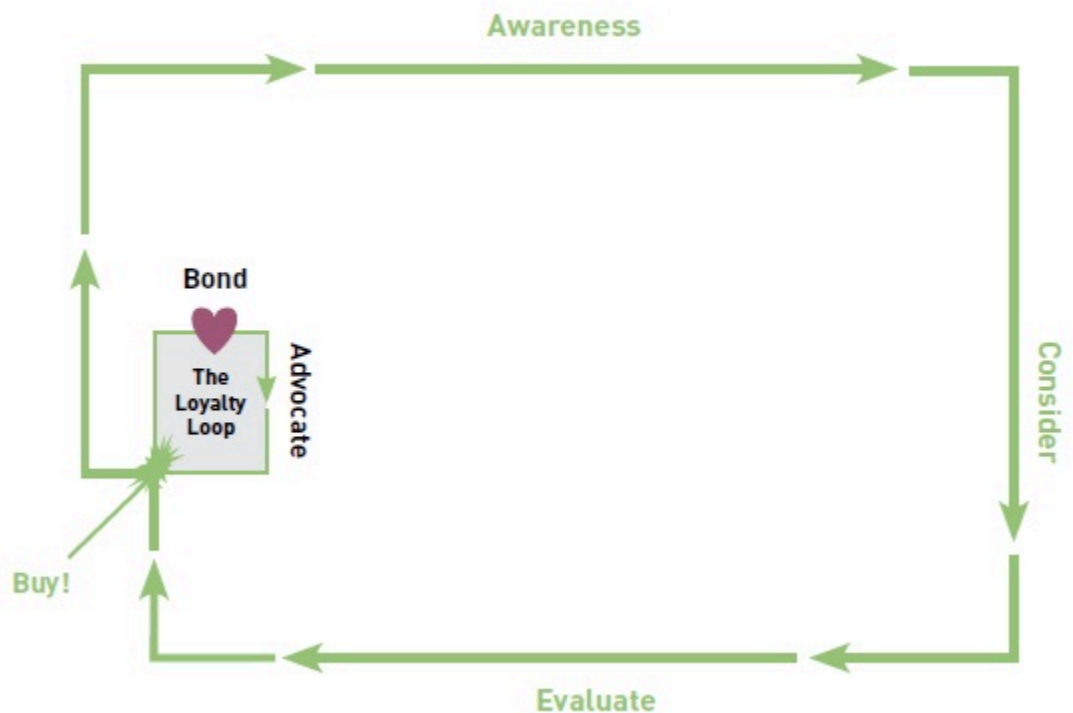 Awareness
Bond
The
Loyalty
Loop
Advocate
Consider
Buy!
Evaluate